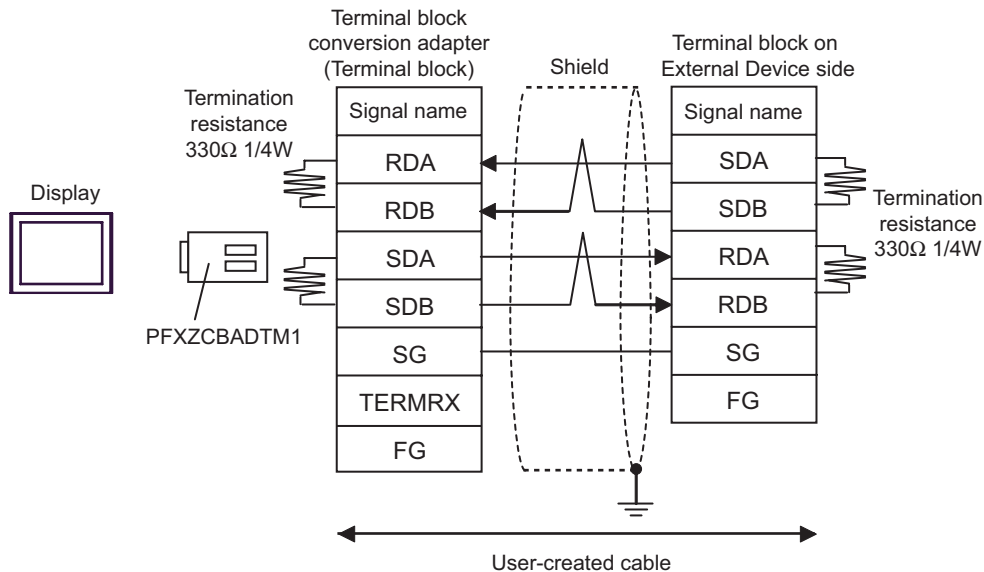 Terminal block
conversion adapter
(Terminal block)
Shield
Terminal block on
External Device side
Termination
resistance
330Ω 1/4W
Display
PFXZCBADTM1
Signal name
RDA
RDB
SDA
SDB
SG
TERMRX
FG
Signal name
SDA
SDB
RDA
RDB
SG
FG
Termination
resistance
330Ω 1/4W
User-created cable